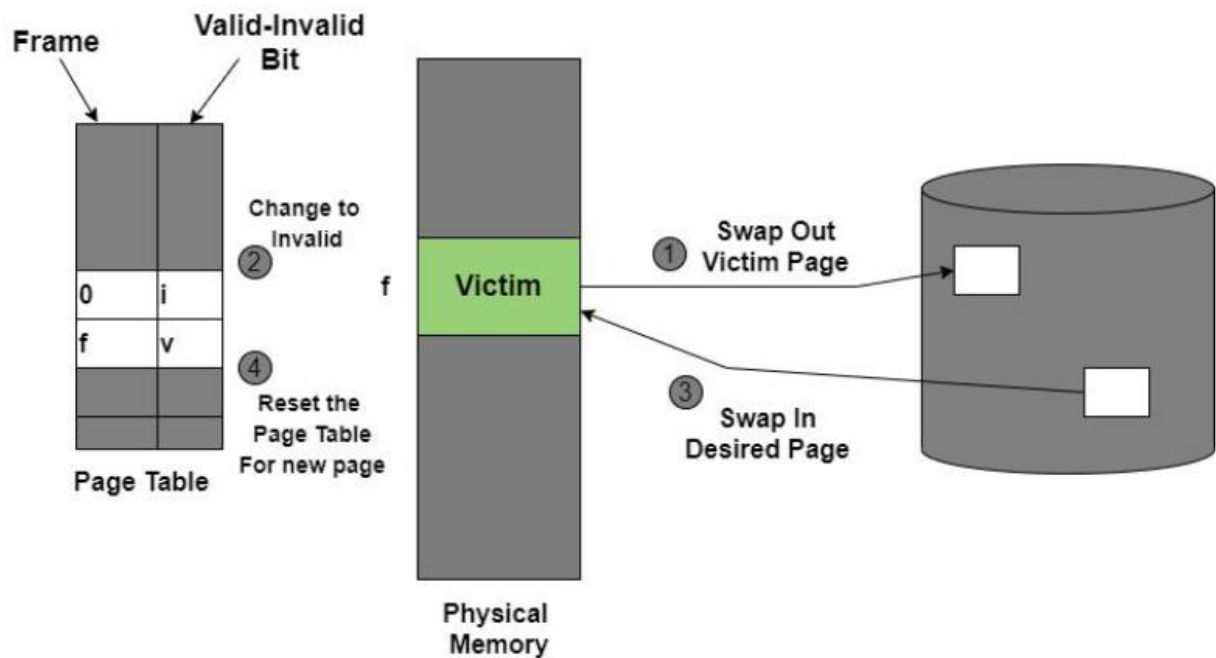 Frame
Valid-Invalid
Bit
Change to
Invalid
2
0 i
f v
4
Reset the
Page Table
For new page
Page Table
f
Victim
Physical
Memory
1
Swap Out
Victim Page
3
Swap In
Desired Page